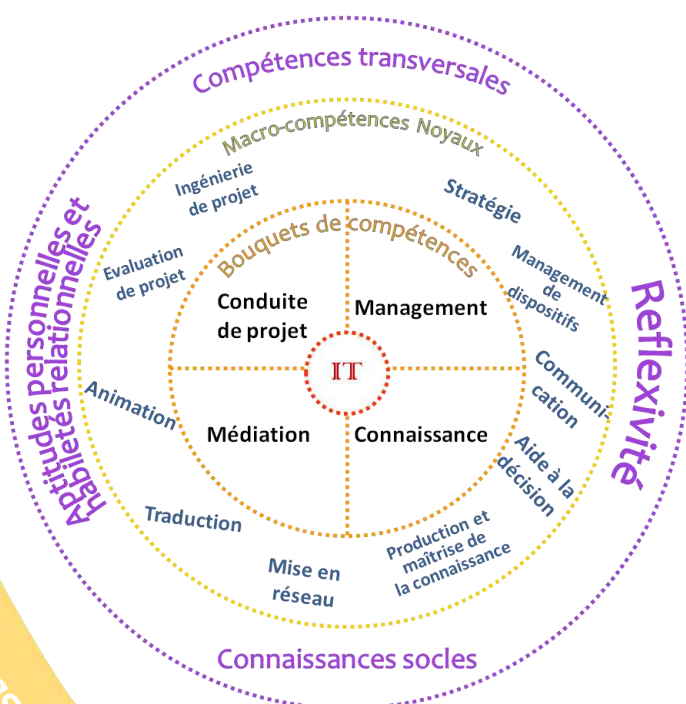 Compétences transversales
Macro-compétences Noyaux
Ingénierie
de projet
Stratégie
Bouquets de compétences
Evaluation
de projet
Management
de
dispositifs
Conduite
de projet
Management
Aptitudes personnelles et
habiletés relationnelles
Reflexivité
IT
Animation
Communi-
cation
Médiation
Connaissance
Aide à la
décision
Traduction
Production et
maîtrise de
la connaissance
Mise en
réseau
Connaissances socles